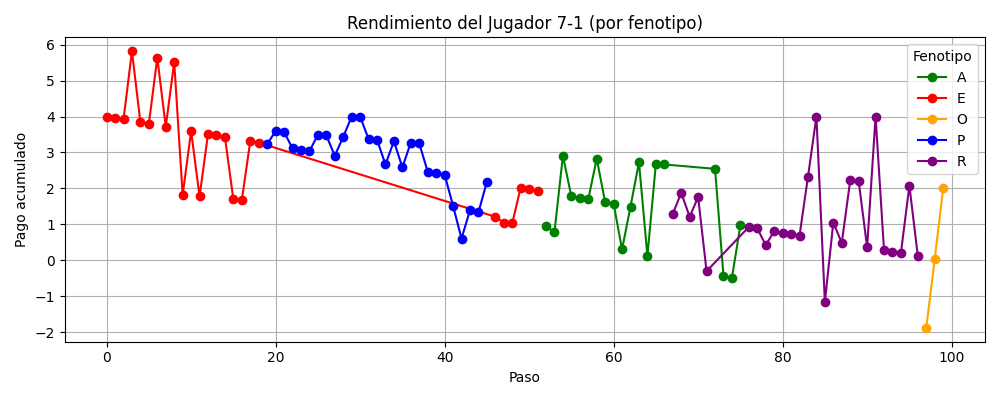 Rendimiento del Jugador 7-1 (por fenotipo)
Pago acumulado
6
5
4
3
2
1
0
−1
−2
0
20
40
60
80
100
Paso
Fenotipo
A
E
O
P
R